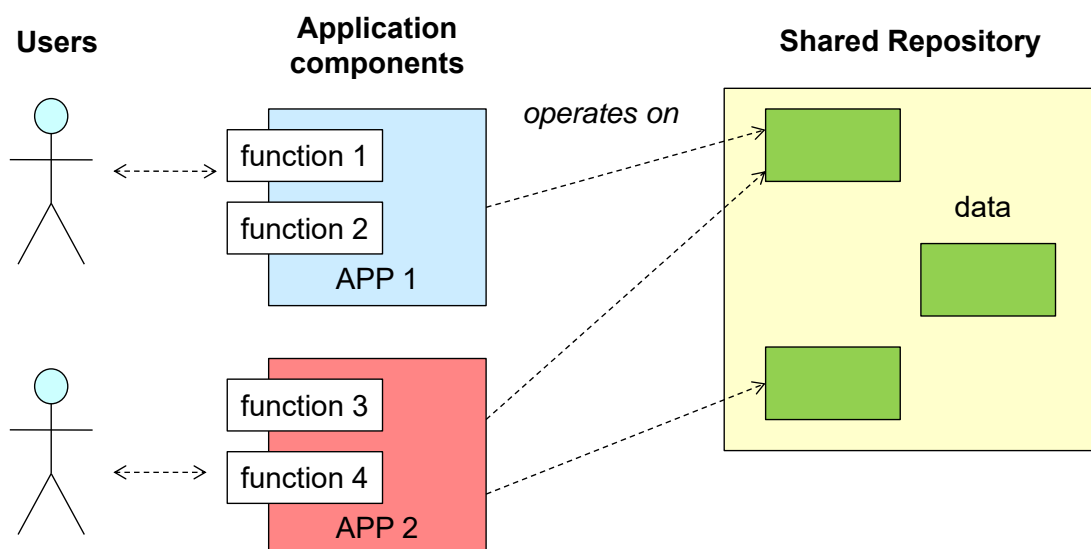 Users
Application
components
Shared Repository
operates on
function 1
function 2
APP 1
data
function 3
function 4
APP 2